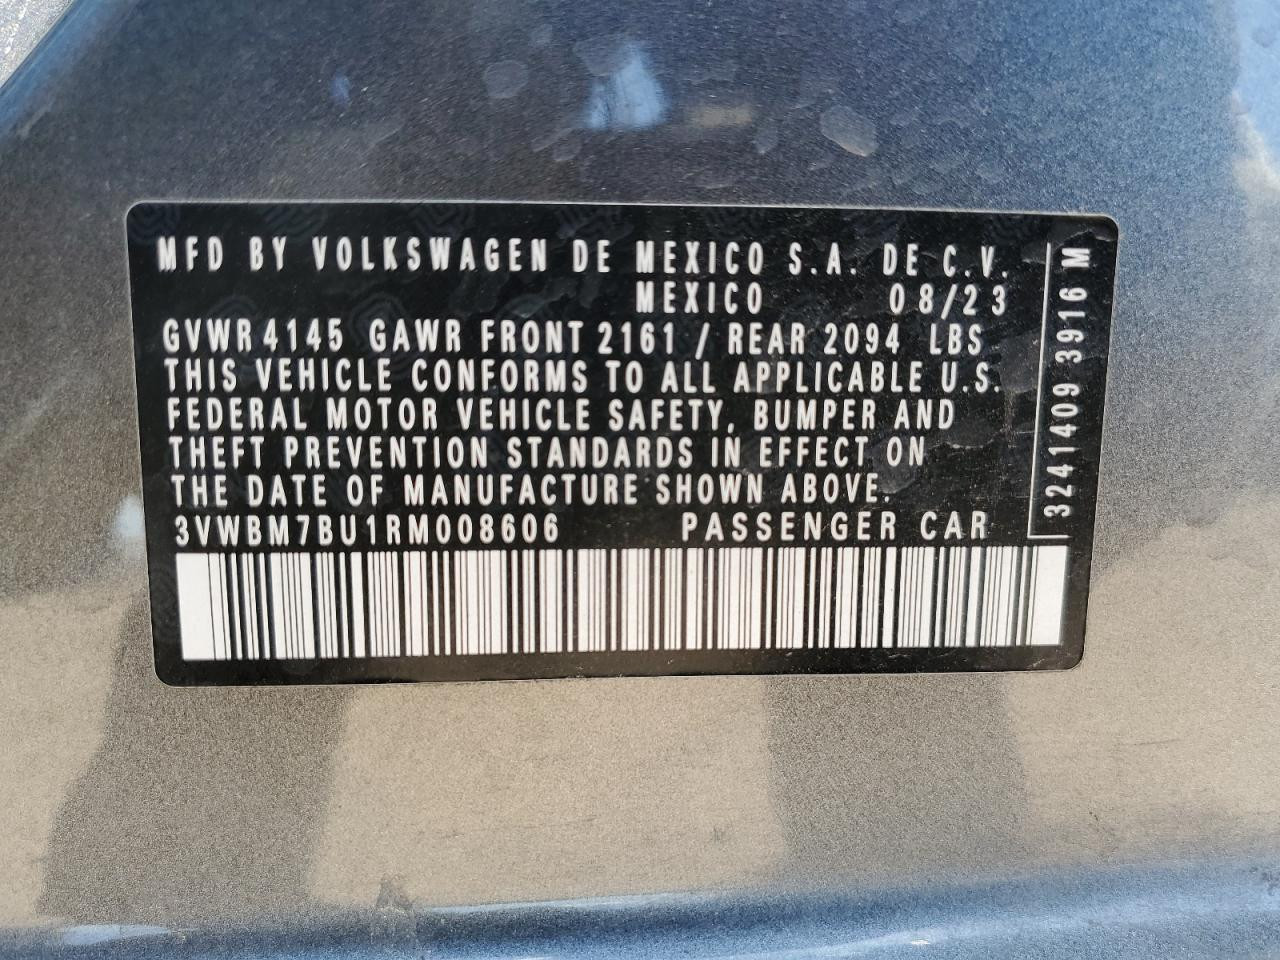 MFD BY VOLKSWAGEN DE MEXICO S.A. DE C.V.
MEXICO 08/23
GVWR 4145 GAWR FRONT 2161 / REAR 2094 LBS
THIS VEHICLE CONFORMS TO ALL APPLICABLE U.S.
FEDERAL MOTOR VEHICLE SAFETY, BUMPER AND
THEFT PREVENTION STANDARDS IN EFFECT ON
THE DATE OF MANUFACTURE SHOWN ABOVE.
3VWBM7BU1RM008606 PASSENGER CAR
3241409 3916 M